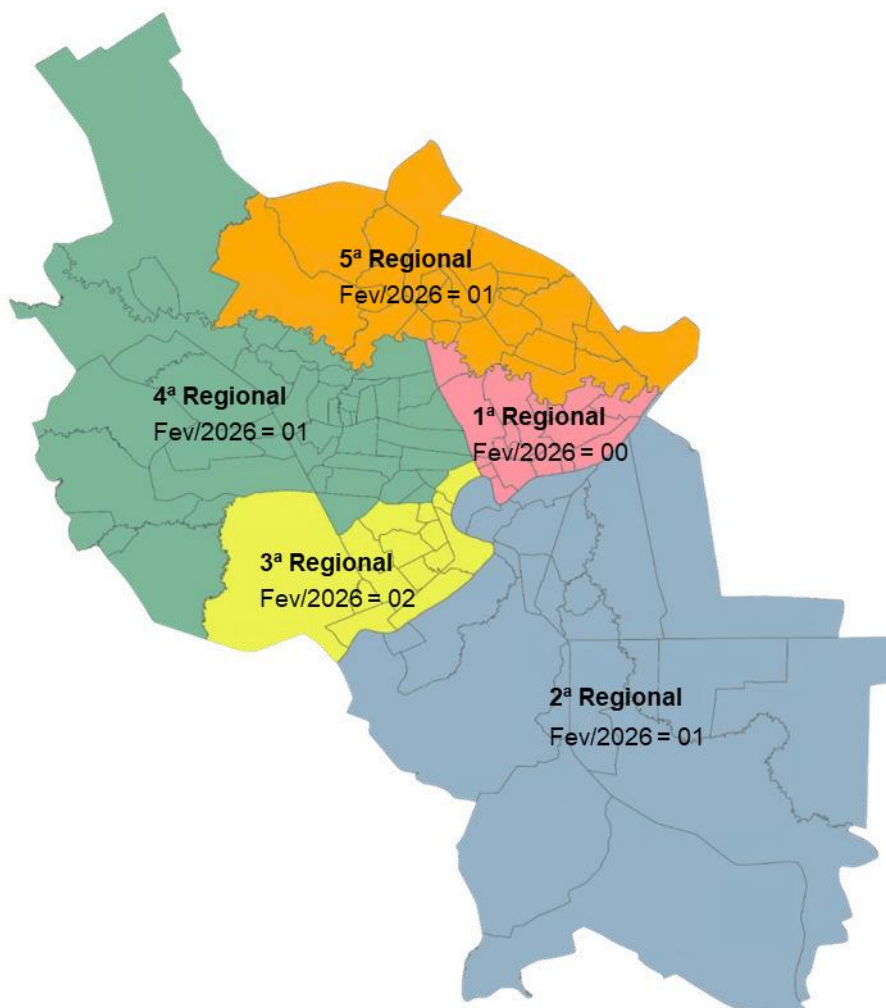 5ª Regional
Fev/2026 = 01
4ª Regional
Fev/2026 = 01
1ª Regional
Fev/2026 = 00
3ª Regional
Fev/2026 = 02
2ª Regional
Fev/2026 = 01